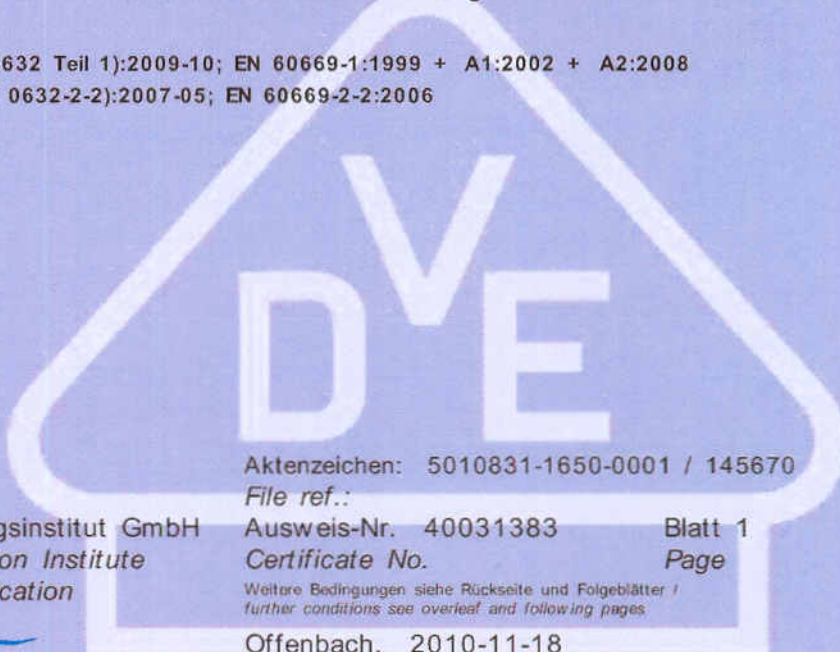 632 Teil 1):2009-10; EN 60669-1:1999 + A1:2002 + A2:2008
0632-2-2):2007-05; EN 60669-2-2:2006
V
D E
Aktenzeichen: 5010831-1650-0001 / 145670
File ref.:
gsinstitut GmbH Ausweis-Nr. 40031383 Blatt 1
on Institute Certificate No. Page
cation Weitere Bedingungen siehe Rückseite und Folgeblätter /
further conditions see overleaf and following pages
Offenbach, 2010-11-18